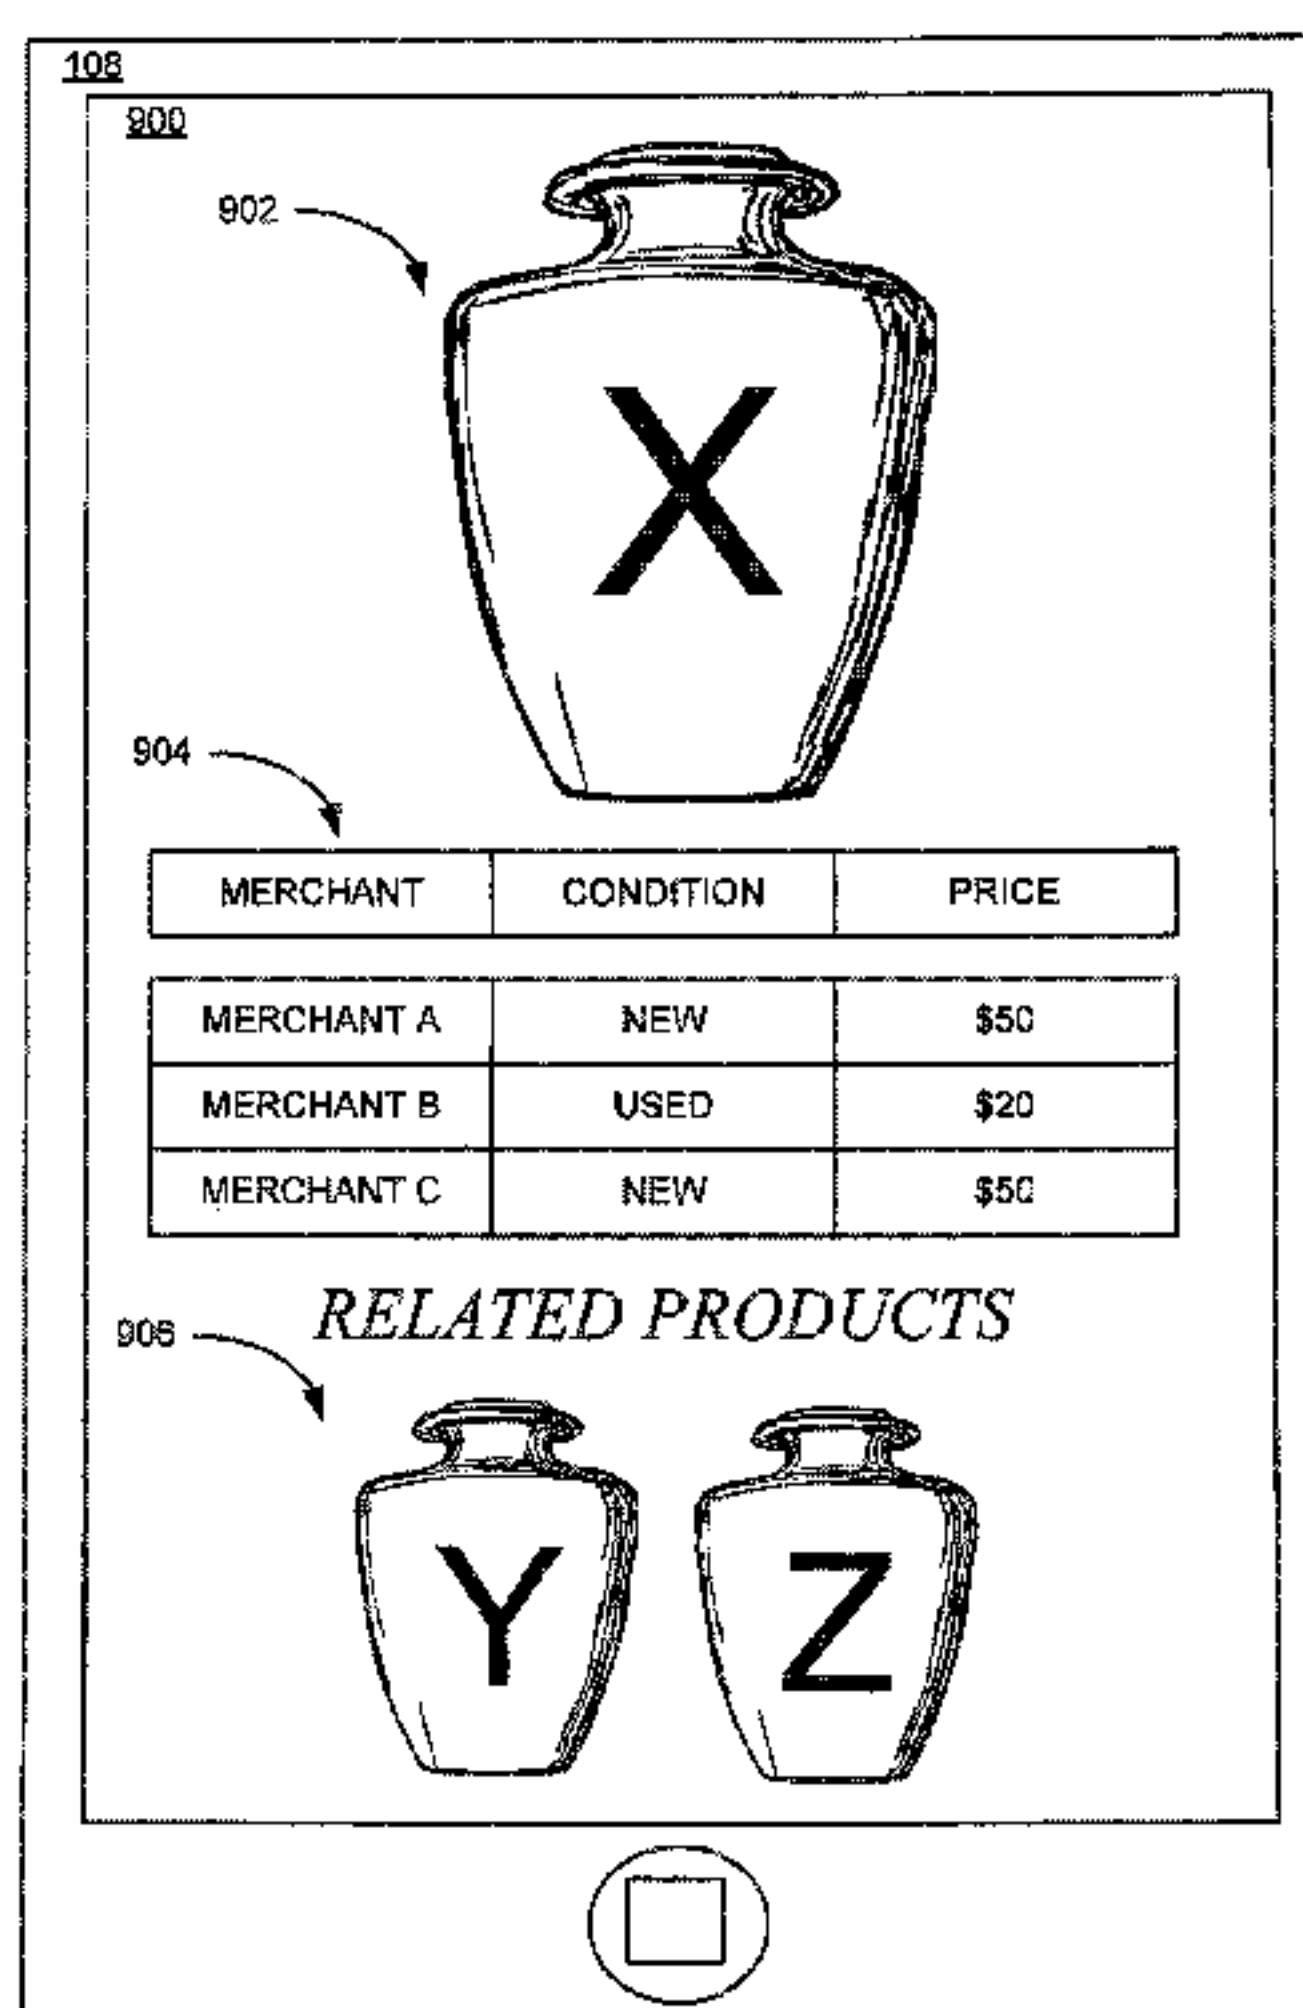 108
900
902
X
904
MERCHANT CONDITION PRICE
MERCHANT A NEW $50
MERCHANT B USED $20
MERCHANT C NEW $50
RELATED PRODUCTS
906
Y Z